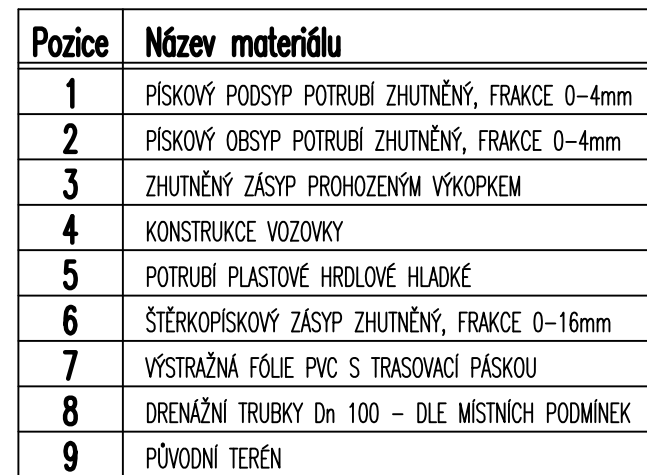 Pozice Název materiálu
1 PÍSKOVÝ PODSYP POTRUBÍ ZHUTNĚNÝ, FRAKCE 0–4mm
2 PÍSKOVÝ OBSYP POTRUBÍ ZHUTNĚNÝ, FRAKCE 0–4mm
3 ZHUTNĚNÝ ZÁSYP PROHOZENÝM VÝKOPKEM
4 KONSTRUKCE VOZOVKY
5 POTRUBÍ PLASTOVÉ HRDLOVÉ HLADKÉ
6 ŠTĚRKOPÍSKOVÝ ZÁSYP ZHUTNĚNÝ, FRAKCE 0–16mm
7 VÝSTRAŽNÁ FÓLIE PVC S TRASOVACÍ PÁSKOU
8 DRENÁŽNÍ TRUBKY Dn 100 – DLE MÍSTNÍCH PODMÍNEK
9 PŮVODNÍ TERÉN